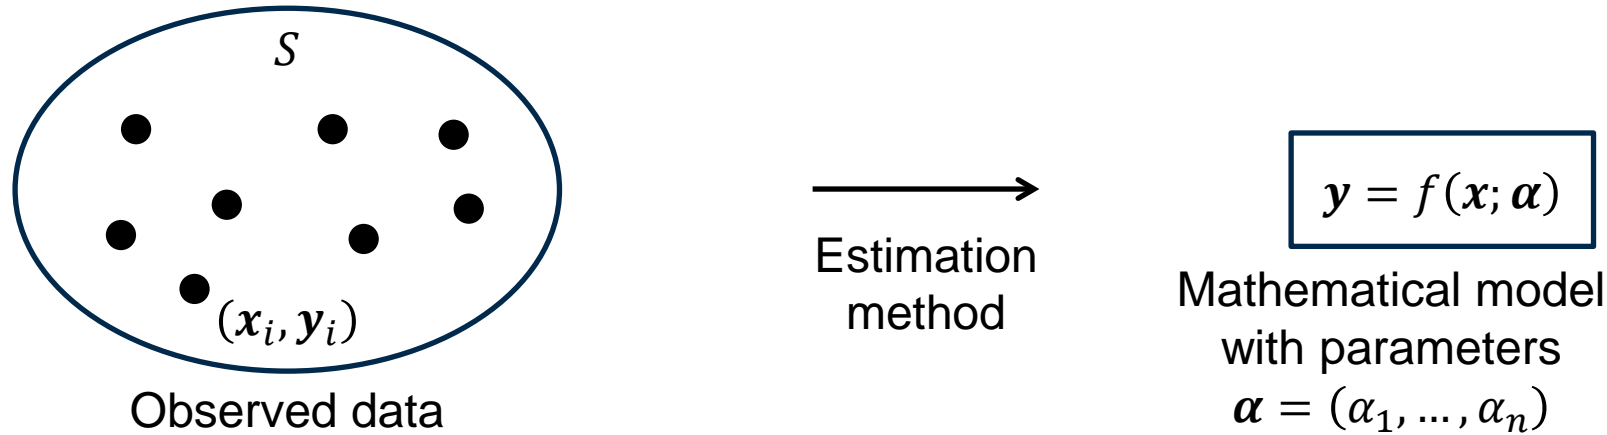 S
(𝒙ᵢ, 𝒚ᵢ)
Observed data
Estimation
method
𝒚 = f(𝒙; 𝜶)
Mathematical model
with parameters
𝜶 = (α₁, … , αₙ)